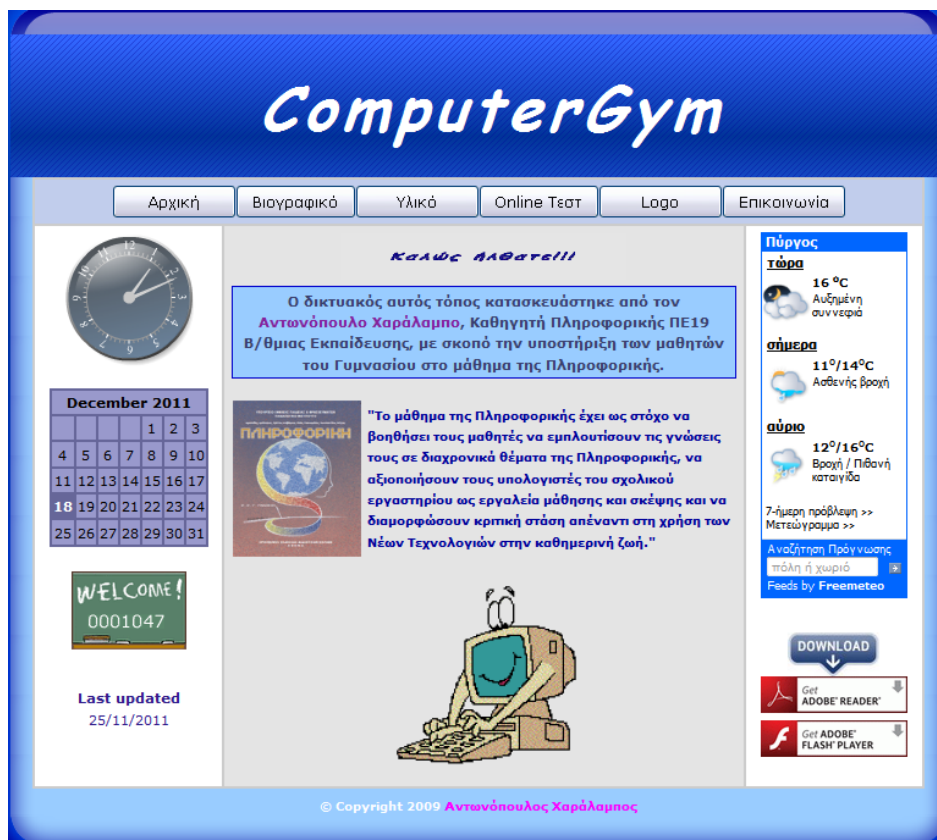 ComputerGym
Αρχική
Βιογραφικό
Υλικό
Online Τεστ
Logo
Επικοινωνία
12
1
2
3
5
6
9
December 2011
1 2 3
4 5 6 7 8 9 10
11 12 13 14 15 16 17
18 19 20 21 22 23 24
25 26 27 28 29 30 31
WELCOME!
0001047
Last updated
25/11/2011
Καλώς ήλθατε!!!
Ο δικτυακός αυτός τόπος κατασκευάστηκε από τον
Αντωνόπουλο Χαράλαμπο, Καθηγητή Πληροφορικής ΠΕ19
Β/θμιας Εκπαίδευσης, με σκοπό την υποστήριξη των μαθητών
του Γυμνασίου στο μάθημα της Πληροφορικής.
ΠΛΗΡΟΦΟΡΙΚΗ
"Το μάθημα της Πληροφορικής έχει ως στόχο να
βοηθήσει τους μαθητές να εμπλουτίσουν τις γνώσεις
τους σε διαχρονικά θέματα της Πληροφορικής, να
αξιοποιήσουν τους υπολογιστές του σχολικού
εργαστηρίου ως εργαλεία μάθησης και σκέψης και να
διαμορφώσουν κριτική στάση απέναντι στη χρήση των
Νέων Τεχνολογιών στην καθημερινή ζωή."
Πύργος
τώρα
16 °C
Αυξημένη
συννεφιά
σήμερα
11°/14°C
Ασθενής βροχή
αύριο
12°/16°C
Βροχή / Πιθανή
καταιγίδα
7-ήμερη πρόβλεψη >>
Μετεώγραμμα >>
Αναζήτηση Πρόγνωσης
πόλη ή χωριό
Feeds by Freemeteo
DOWNLOAD
Get
ADOBE® READER®
Get ADOBE®
FLASH® PLAYER
© Copyright 2009 Αντωνόπουλος Χαράλαμπος